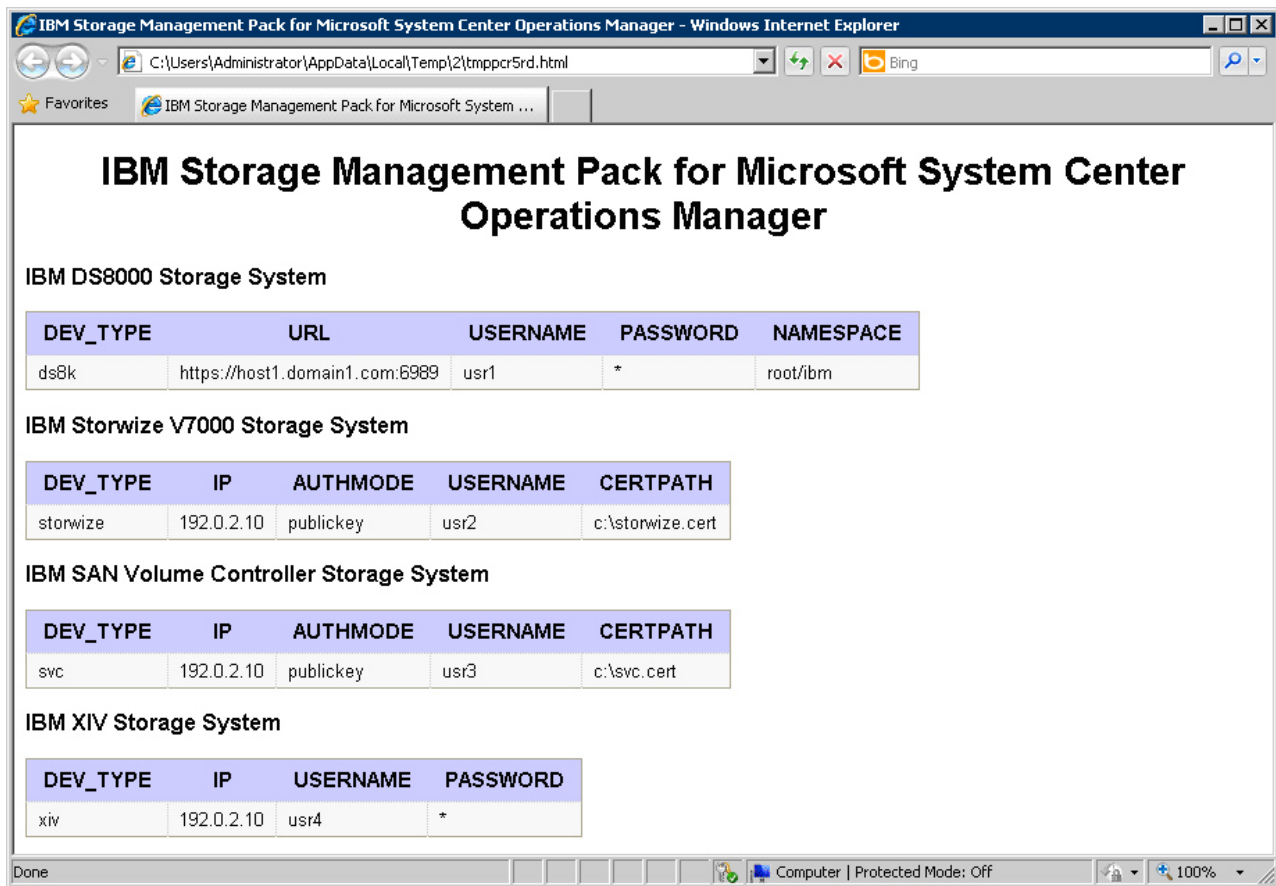 IBM Storage Management Pack for Microsoft System Center Operations Manager - Windows Internet Explorer
C:\Users\Administrator\AppData\Local\Temp\2\tmppcr5rd.html
Bing
Favorites
IBM Storage Management Pack for Microsoft System ...
IBM Storage Management Pack for Microsoft System Center
Operations Manager
IBM DS8000 Storage System
DEV_TYPE URL USERNAME PASSWORD NAMESPACE
ds8k https://host1.domain1.com:6989 usr1 * root/ibm
IBM Storwize V7000 Storage System
DEV_TYPE IP AUTHMODE USERNAME CERTPATH
storwize 192.0.2.10 publickey usr2 c:\storwize.cert
IBM SAN Volume Controller Storage System
DEV_TYPE IP AUTHMODE USERNAME CERTPATH
svc 192.0.2.10 publickey usr3 c:\svc.cert
IBM XIV Storage System
DEV_TYPE IP USERNAME PASSWORD
xiv 192.0.2.10 usr4 *
Done
Computer | Protected Mode: Off
100%